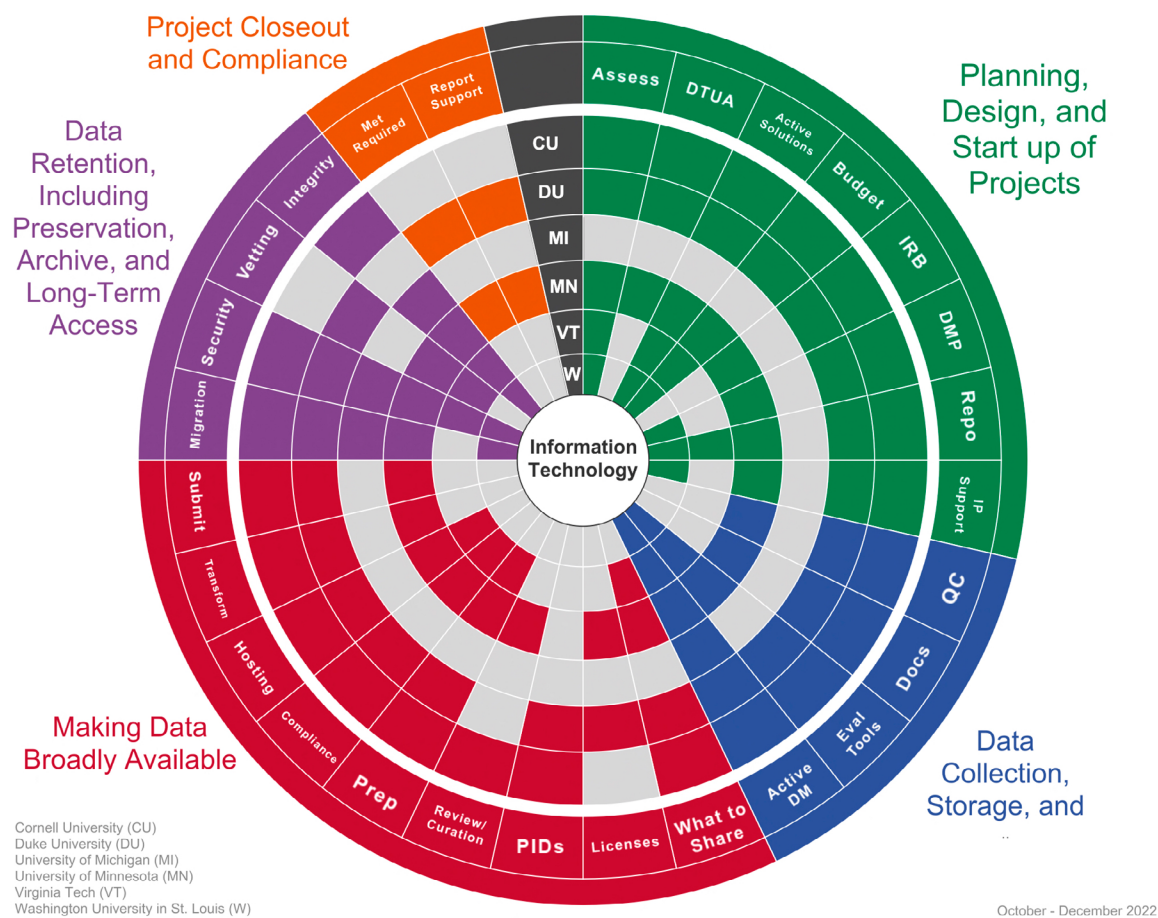 Project Closeout
and Compliance
Planning,
Design, and
Start up of
Projects
Data
Retention,
Including
Preservation,
Archive, and
Long-Term
Access
Assess
DTUA
Active
Solutions
Budget
IRB
DMP
Repo
IP
Support
QC
Docs
Eval
Tools
Active
DM
What to
Share
Licenses
PIDs
Review/
Curation
Prep
Compliance
Hosting
Transform
Submit
Migration
Security
Vetting
Integrity
Met
Required
Report
Support
CU
DU
MI
MN
VT
W
Information
Technology
Making Data
Broadly Available
Data
Collection,
Storage, and
Cornell University (CU)
Duke University (DU)
University of Michigan (MI)
University of Minnesota (MN)
Virginia Tech (VT)
Washington University in St. Louis (W)
October - December 2022